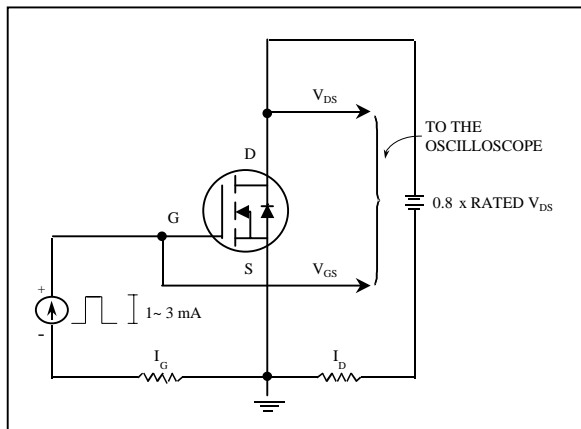 V_DS
TO THE
OSCILLOSCOPE
D
0.8 x RATED V_DS
G
S
V_GS
+
1~ 3 mA
-
I_G
I_D